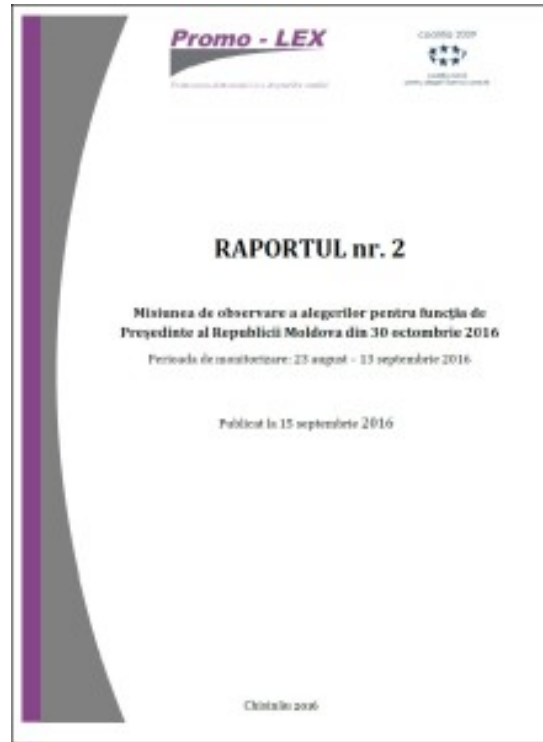 Promo - LEX
RAPORTUL nr. 2
Misiunea de observare a alegerilor pentru funcția de
Președinte al Republicii Moldova din 30 octombrie 2016
Perioada de monitorizare: 23 august – 13 septembrie 2016
Publicat la 15 septembrie 2016
Chișinău 2016